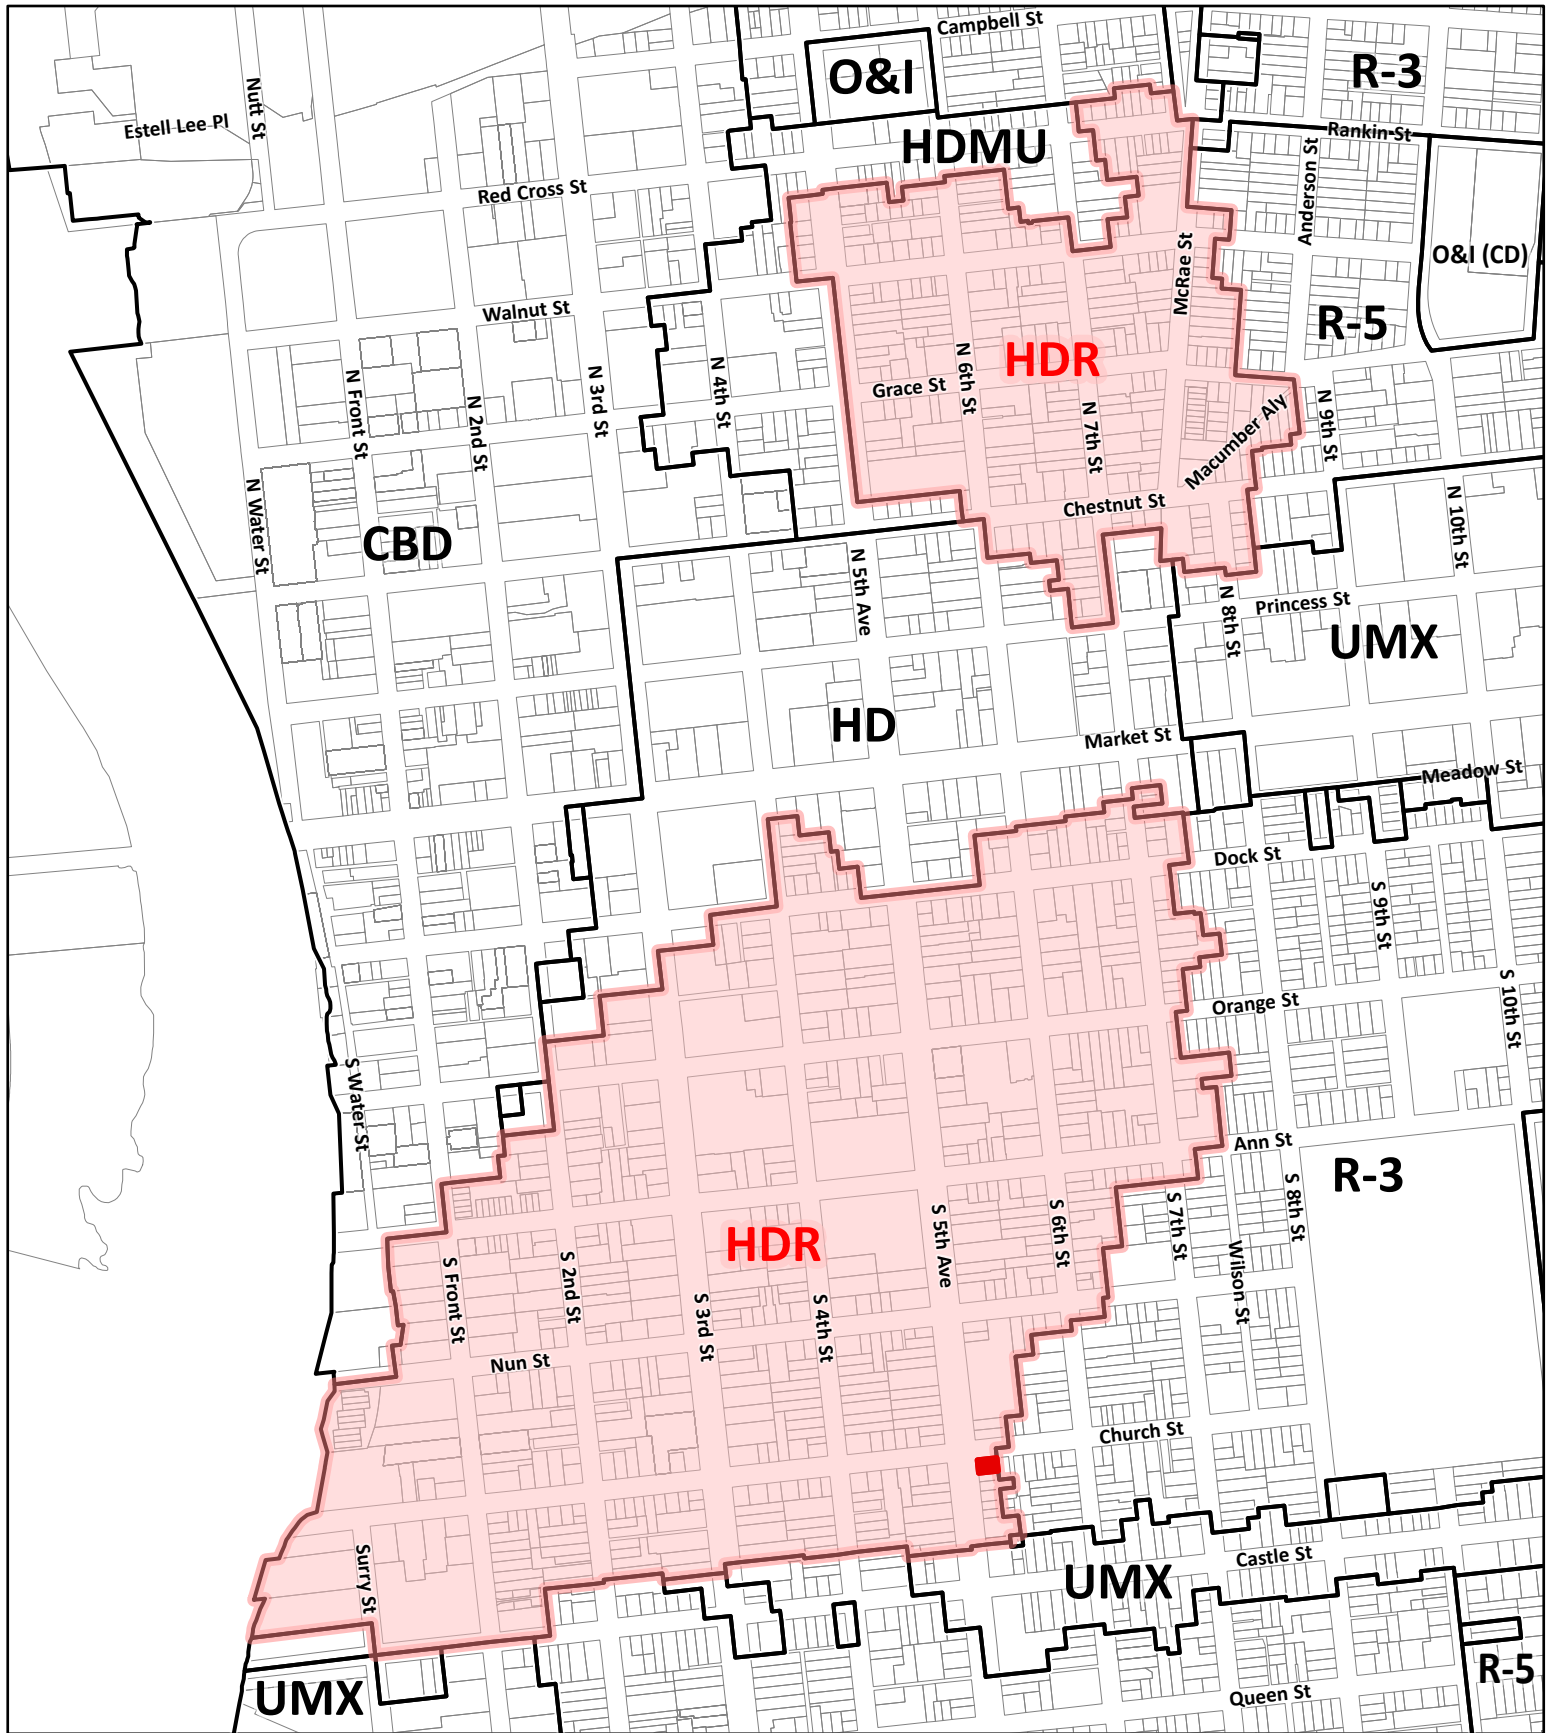 Campbell St
O&I
R-3
Nutt St
Estell Lee Pl
Rankin St
HDMU
Anderson St
Red Cross St
McRae St
O&I (CD)
Walnut St
R-5
HDR
N 6th St
N 4th St
N 3rd St
N Front St
N 2nd St
Grace St
N 7th St
Macumber Aly
N 9th St
N Water St
Chestnut St
N 10th St
CBD
N 5th Ave
N 8th St
Princess St
UMX
HD
Market St
Meadow St
Dock St
S 9th St
Orange St
S 10th St
S Water St
Ann St
R-3
S 8th St
S 7th St
S 6th St
S 5th Ave
HDR
Wilson St
S 2nd St
S Front St
S 3rd St
S 4th St
Nun St
Church St
Surry St
Castle St
UMX
R-5
UMX
Queen St